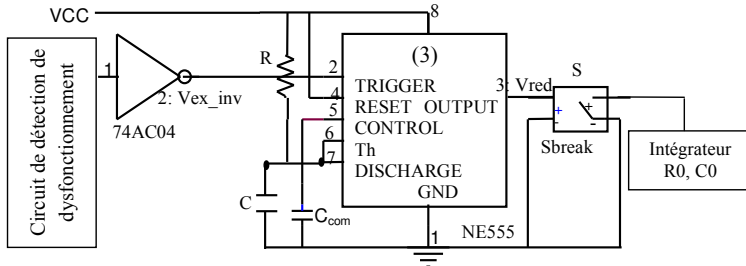 VCC
8
Circuit de détection de
dysfonctionnement
1
2: Vex_inv
74AC04
R
(3)
2
4
5
6
7
TRIGGER
RESET OUTPUT
CONTROL
Th
DISCHARGE
GND
3: Vred
S
+
-
+
-
Sbreak
Intégrateur
R0, C0
C
Ccom
1
NE555